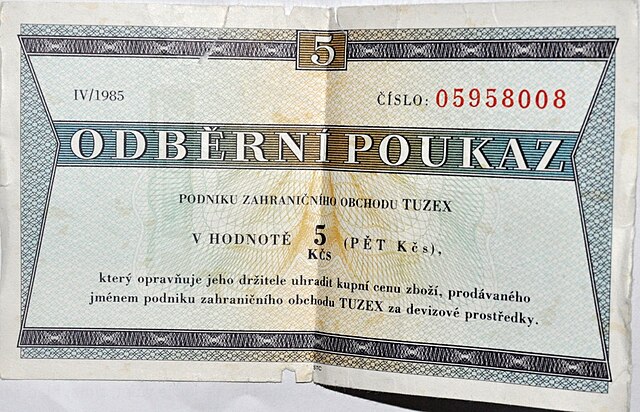 5
IV/1985
ČÍSLO: 05958008
ODBĚRNÍ POUKAZ
PODNIKU ZAHRANIČNÍHO OBCHODU TUZEX
V HODNOTĚ 5 Kčs (PĚT Kčs),
který opravňuje jeho držitele uhradit kupní cenu zboží, prodávaného
jménem podniku zahraničního obchodu TUZEX za devizové prostředky.